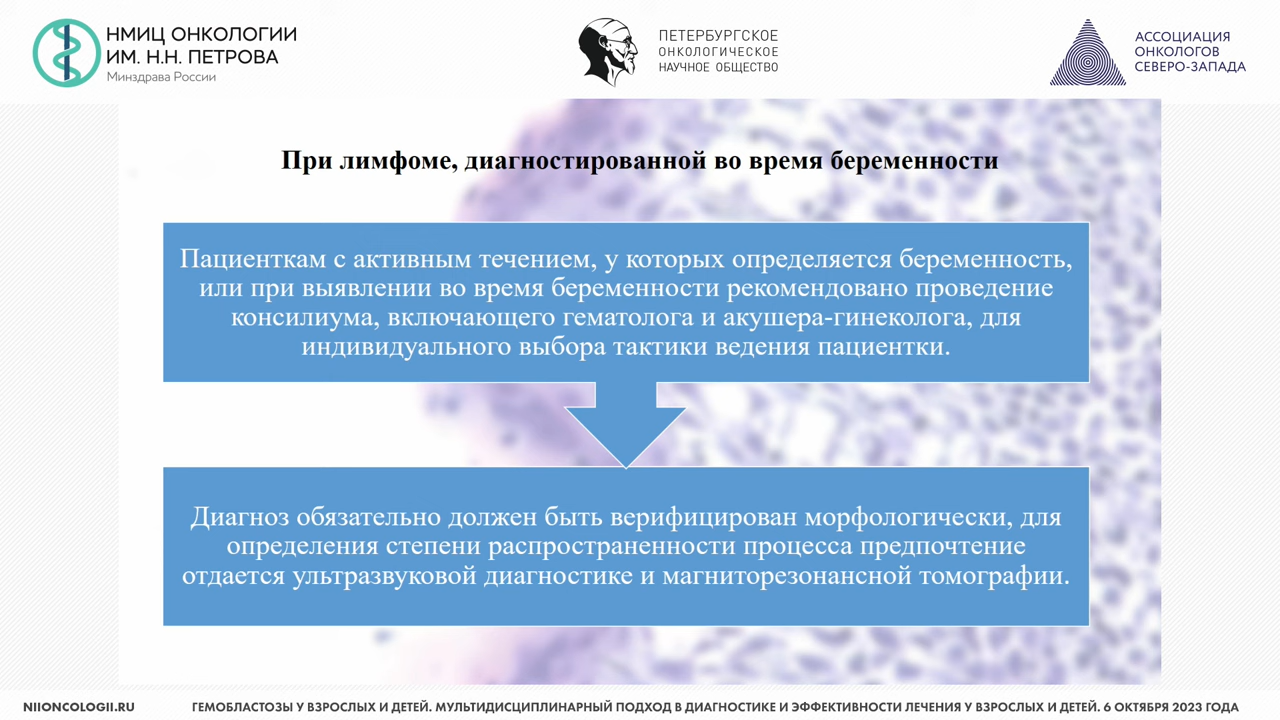 НМИЦ ОНКОЛОГИИ
ИМ. Н.Н. ПЕТРОВА
Минздрава России
ПЕТЕРБУРГСКОЕ
ОНКОЛОГИЧЕСКОЕ
НАУЧНОЕ ОБЩЕСТВО
АССОЦИАЦИЯ
ОНКОЛОГОВ
СЕВЕРО-ЗАПАДА
При лимфоме, диагностированной во время беременности
Пациенткам с активным течением, у которых определяется беременность,
или при выявлении во время беременности рекомендовано проведение
консилиума, включающего гематолога и акушера-гинеколога, для
индивидуального выбора тактики ведения пациентки.
Диагноз обязательно должен быть верифицирован морфологически, для
определения степени распространенности процесса предпочтение
отдается ультразвуковой диагностике и магниторезонансной томографии.
NIIONCOLOGII.RU
ГЕМОБЛАСТОЗЫ У ВЗРОСЛЫХ И ДЕТЕЙ. МУЛЬТИДИСЦИПЛИНАРНЫЙ ПОДХОД В ДИАГНОСТИКЕ И ЭФФЕКТИВНОСТИ ЛЕЧЕНИЯ У ВЗРОСЛЫХ И ДЕТЕЙ. 6 ОКТЯБРЯ 2023 ГОДА